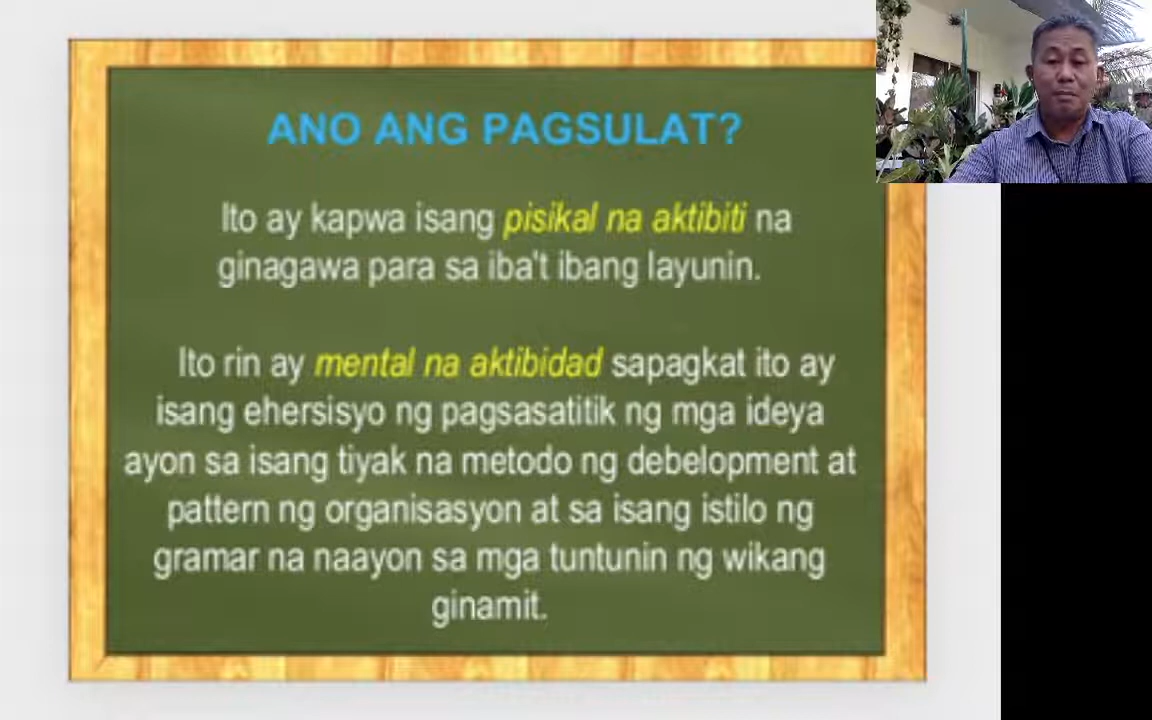 ANO ANG PAGSULAT?
Ito ay kapwa isang pisikal na aktibiti na
ginagawa para sa iba't ibang layunin.
Ito rin ay mental na aktibidad sapagkat ito ay
isang ehersisyo ng pagsasatitik ng mga ideya
ayon sa isang tiyak na metodo ng debelopment at
pattern ng organisasyon at sa isang istilo ng
gramar na naayon sa mga tuntunin ng wikang
ginamit.